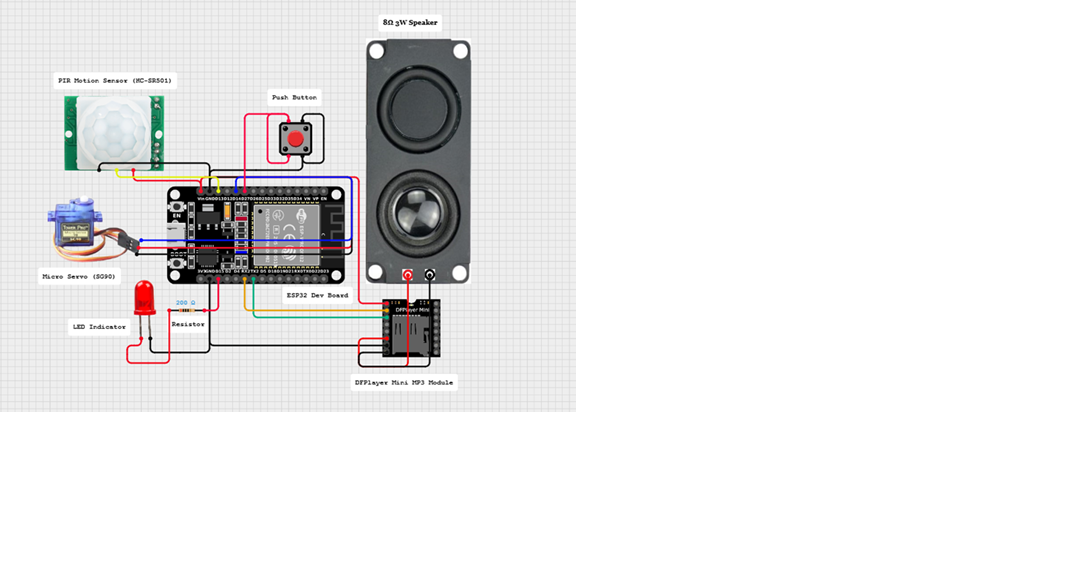 8Ω 3W Speaker
PIR Motion Sensor (HC-SR501)
Push Button
EN
Micro Servo (SG90)
ESP32 Dev Board
200 Ω
LED Indicator
Resistor
DFPlayer Mini
DFPlayer Mini MP3 Module